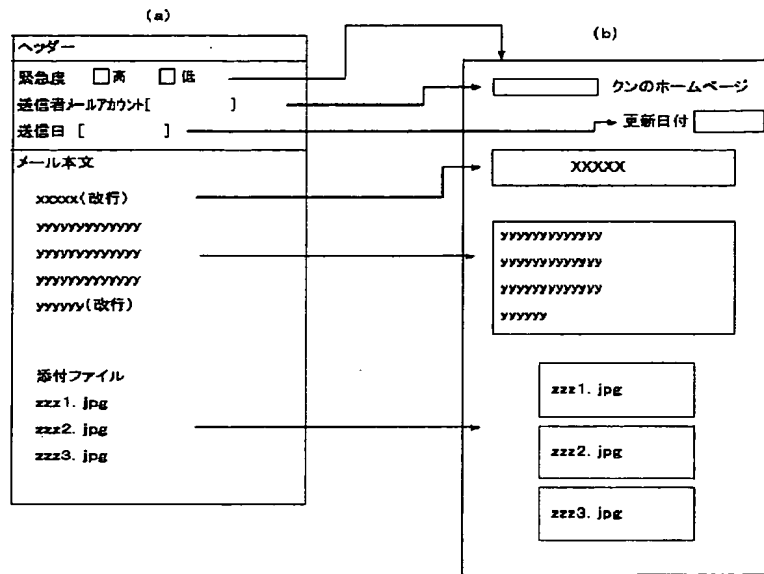 (a)
ヘッダー
緊急度 □高 □低
送信者メールアカウント[ ]
送信日 [ ]
メール本文
xxxxx(改行)
yyyyyyyyyyyyy
yyyyyyyyyyyyy
yyyyyyyyyyyyy
yyyyyy(改行)
添付ファイル
zzz1. jpg
zzz2. jpg
zzz3. jpg
(b)
クンのホームページ
更新日付
XXXXX
yyyyyyyyyyyyy
yyyyyyyyyyyyy
yyyyyyyyyyyyy
yyyyyy
zzz1. jpg
zzz2. jpg
zzz3. jpg